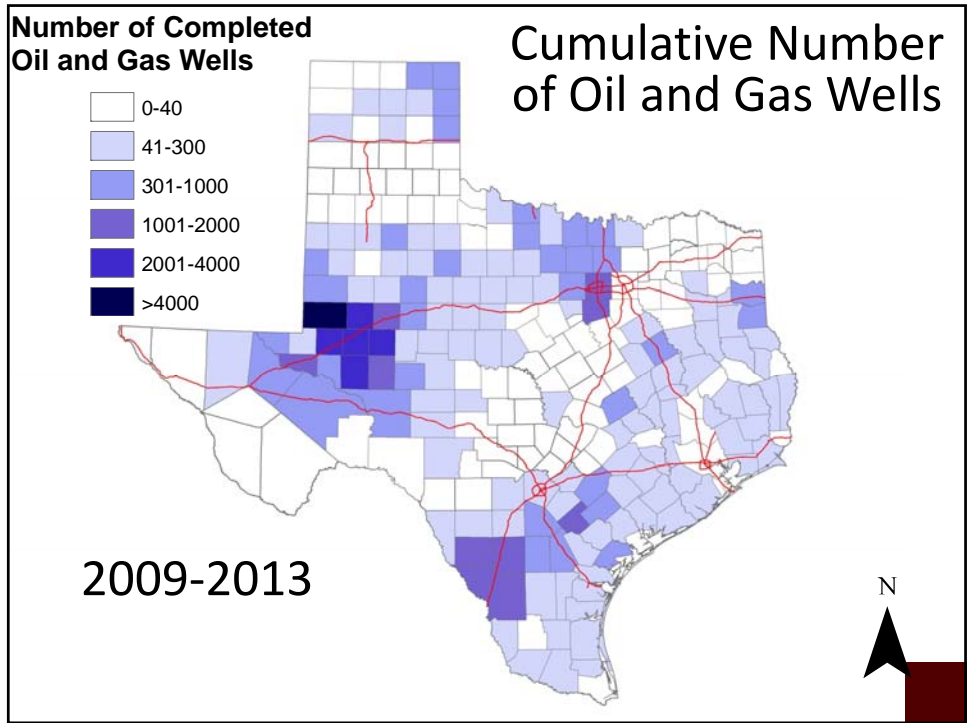 Number of Completed
Oil and Gas Wells
Cumulative Number
of Oil and Gas Wells
0-40
41-300
301-1000
1001-2000
2001-4000
>4000
2009-2013
N